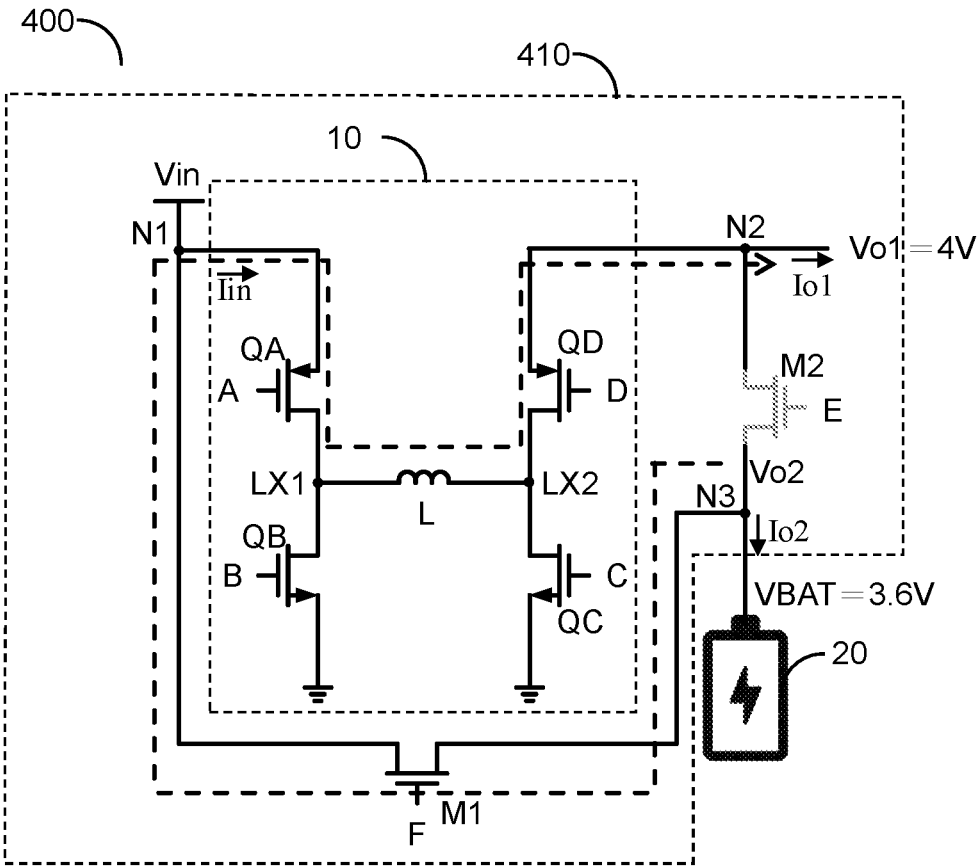 400
410
10
Vin
N1
N2
Vo1=4V
Iin
Io1
QA
QD
M2
A
D
E
LX1
LX2
L
Vo2
N3
QB
Io2
B
C
VBAT=3.6V
QC
20
M1
F